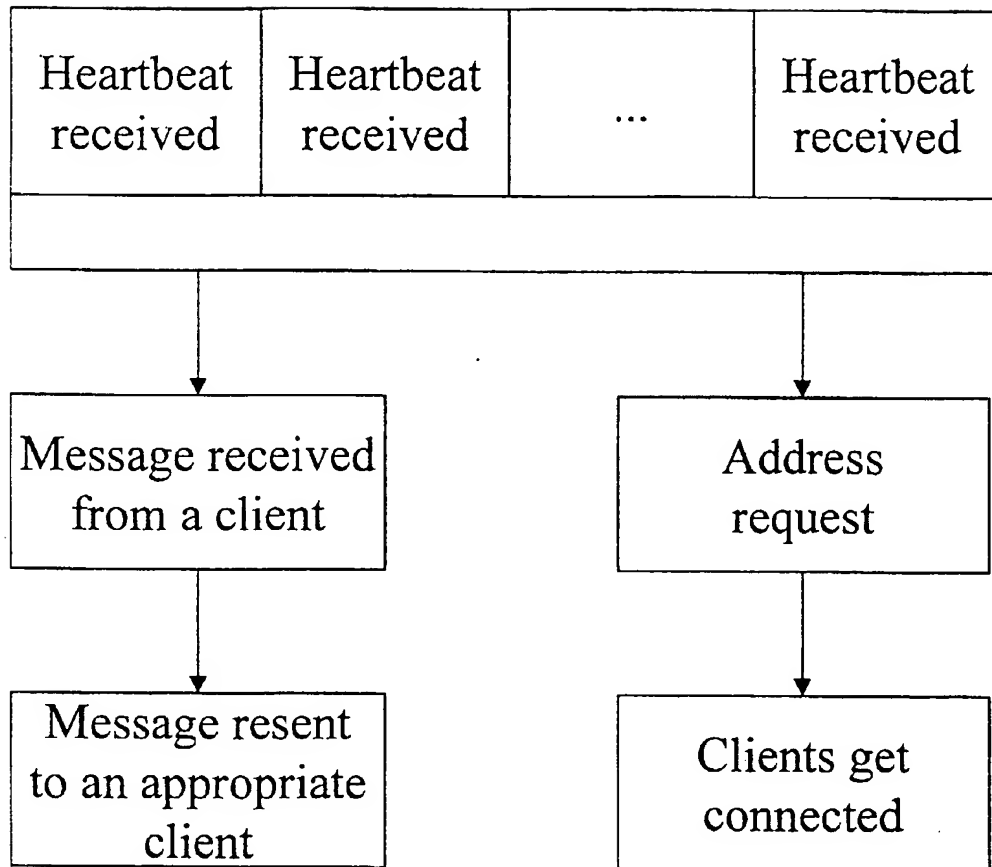 Heartbeat
received
Heartbeat
received
...
Heartbeat
received
Message received
from a client
Address
request
Message resent
to an appropriate
client
Clients get
connected